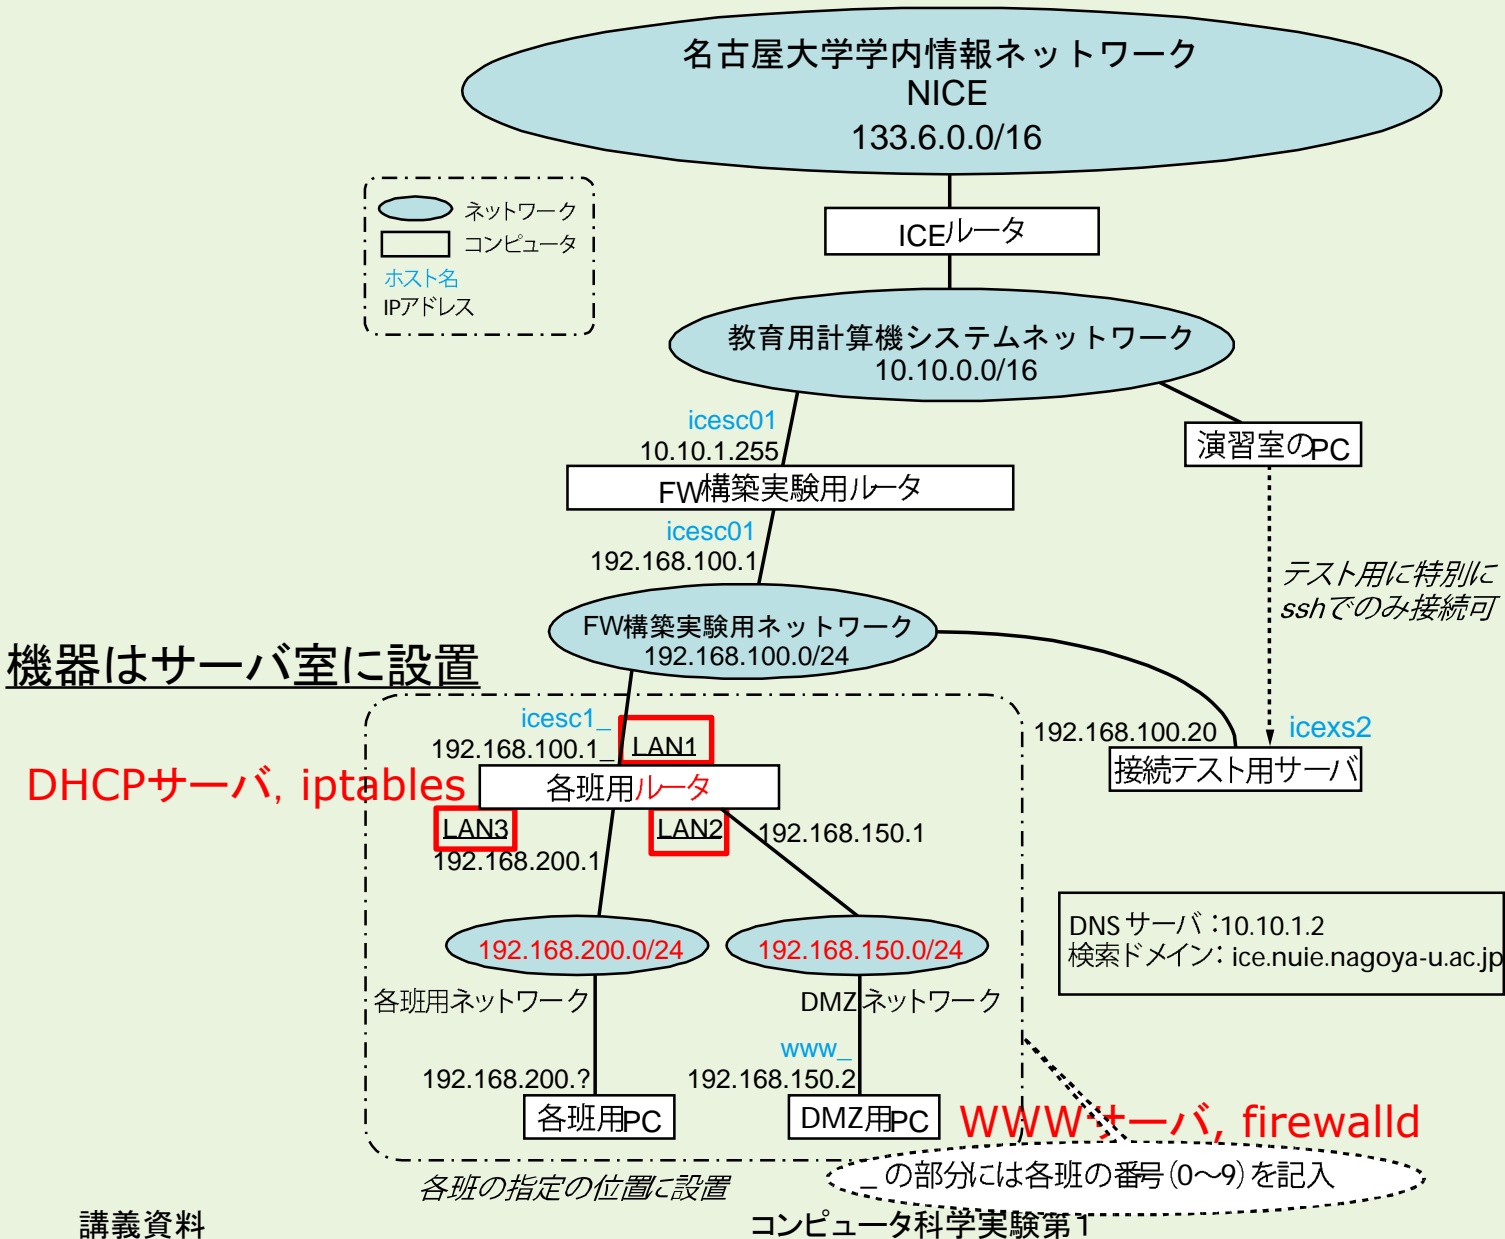 名古屋大学学内情報ネットワーク
NICE
133.6.0.0/16
ネットワーク
コンピュータ
ホスト名
IPアドレス
ICEルータ
教育用計算機システムネットワーク
10.10.0.0/16
icesc01
10.10.1.255
演習室のPC
FW構築実験用ルータ
icesc01
192.168.100.1
テスト用に特別に
sshでのみ接続可
FW構築実験用ネットワーク
192.168.100.0/24
機器はサーバ室に設置
icesc1_
192.168.100.1_
LAN1
192.168.100.20
icexs2
接続テスト用サーバ
DHCPサーバ, iptables
各班用ルータ
LAN3
192.168.200.1
LAN2
192.168.150.1
192.168.200.0/24
192.168.150.0/24
DNS サーバ：10.10.1.2
検索ドメイン：ice.nuie.nagoya-u.ac.jp
各班用ネットワーク
DMZ ネットワーク
www_
192.168.200.?
192.168.150.2
各班用PC
DMZ用PC
WWWサーバ, firewalld
_ の部分には各班の番号(0～9)を記入
各班の指定の位置に設置
講義資料
コンピュータ科学実験第1